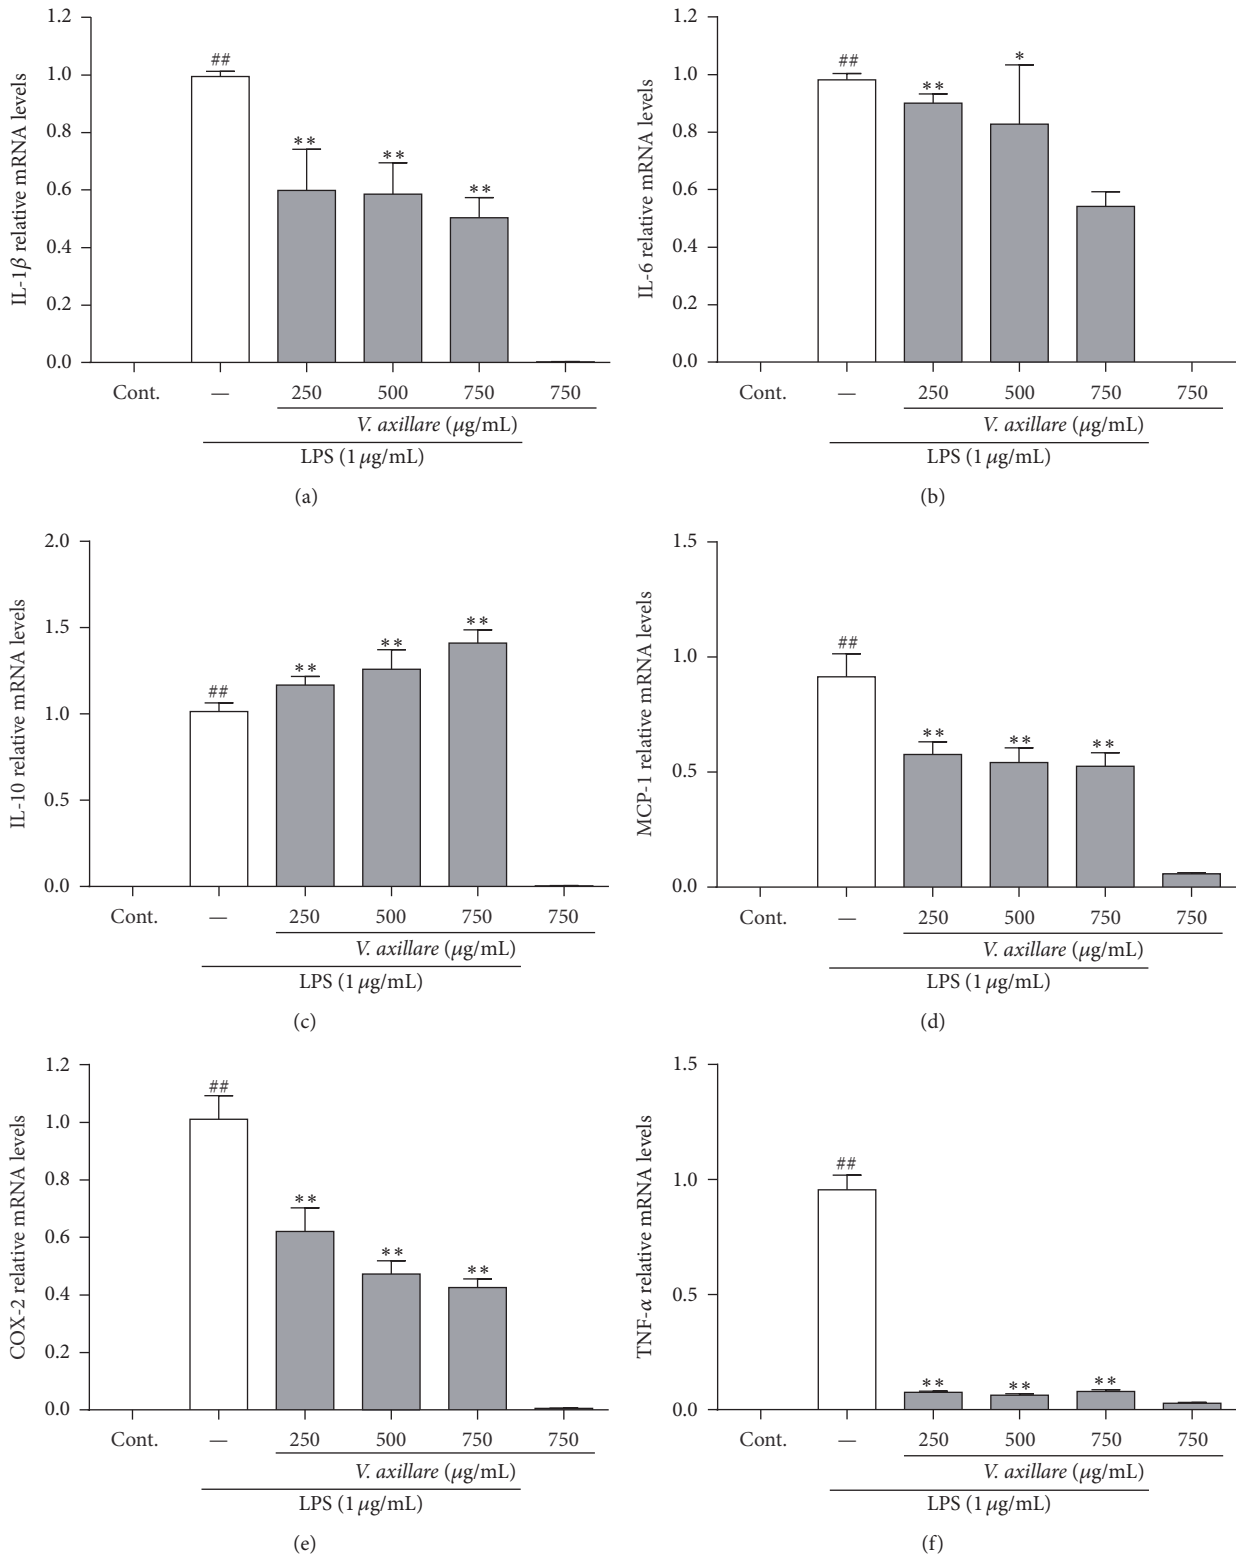 1.2
1.0
0.8
0.6
0.4
0.2
0.0
IL-1β relative mRNA levels
##
**
**
**
Cont.
—
250
500
750
750
V. axillare (μg/mL)
LPS (1 μg/mL)
(a)
1.2
1.0
0.8
0.6
0.4
0.2
0.0
IL-6 relative mRNA levels
##
**
*
Cont.
—
250
500
750
750
V. axillare (μg/mL)
LPS (1 μg/mL)
(b)
2.0
1.5
1.0
0.5
0.0
IL-10 relative mRNA levels
##
**
**
**
Cont.
—
250
500
750
750
V. axillare (μg/mL)
LPS (1 μg/mL)
(c)
1.5
1.0
0.5
0.0
MCP-1 relative mRNA levels
##
**
**
**
Cont.
—
250
500
750
750
V. axillare (μg/mL)
LPS (1 μg/mL)
(d)
1.2
1.0
0.8
0.6
0.4
0.2
0.0
COX-2 relative mRNA levels
##
**
**
**
Cont.
—
250
500
750
750
V. axillare (μg/mL)
LPS (1 μg/mL)
(e)
1.5
1.0
0.5
0.0
TNF-α relative mRNA levels
##
**
**
**
Cont.
—
250
500
750
750
V. axillare (μg/mL)
LPS (1 μg/mL)
(f)